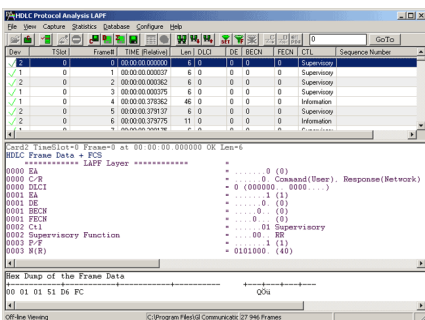 HDLC Protocol Analysis LAPF
File View Capture Statistics Database Configure Help
0 GoTo
Dev TSlot Frame# TIME (Relative) Len DLCI DE BECN FECN CTL Sequence Number
2 0 0 00:00:00.000000 6 0 0 0 0 Supervisory
1 0 1 00:00:00.000037 6 0 0 0 0 Supervisory
2 0 2 00:00:00.000362 6 0 0 0 0 Supervisory
1 0 3 00:00:00.000375 6 0 0 0 0 Supervisory
1 0 4 00:00:00.378362 46 0 0 0 0 Information
2 0 5 00:00:00.379137 6 0 0 0 0 Supervisory
2 0 6 00:00:00.379775 11 0 0 0 0 Information
Card2 TimeSlot=0 Frame=0 at 00:00:00.000000 OK Len=6
HDLC Frame Data + FCS
============ LAPF Layer ============ =
0000 EA = .......0 (0)
0000 C/R = ......0. Command(User). Response(Network)
0000 DLCI = 0 (000000.. 0000....)
0001 EA = .......1 (1)
0001 DE = ......0. (0)
0001 BECN = .....0.. (0)
0001 FECN = ....0... (0)
0002 Ctl = ......01 Supervisory
0002 Supervisory Function = ....00.. RR
0003 P/F = .......1 (1)
0003 N(R) = 0101000. (40)
Hex Dump of the Frame Data
00 01 01 51 D6 FC QÖü
Off-line Viewing C:\Program Files\Gl Communicatic 27 946 Frames